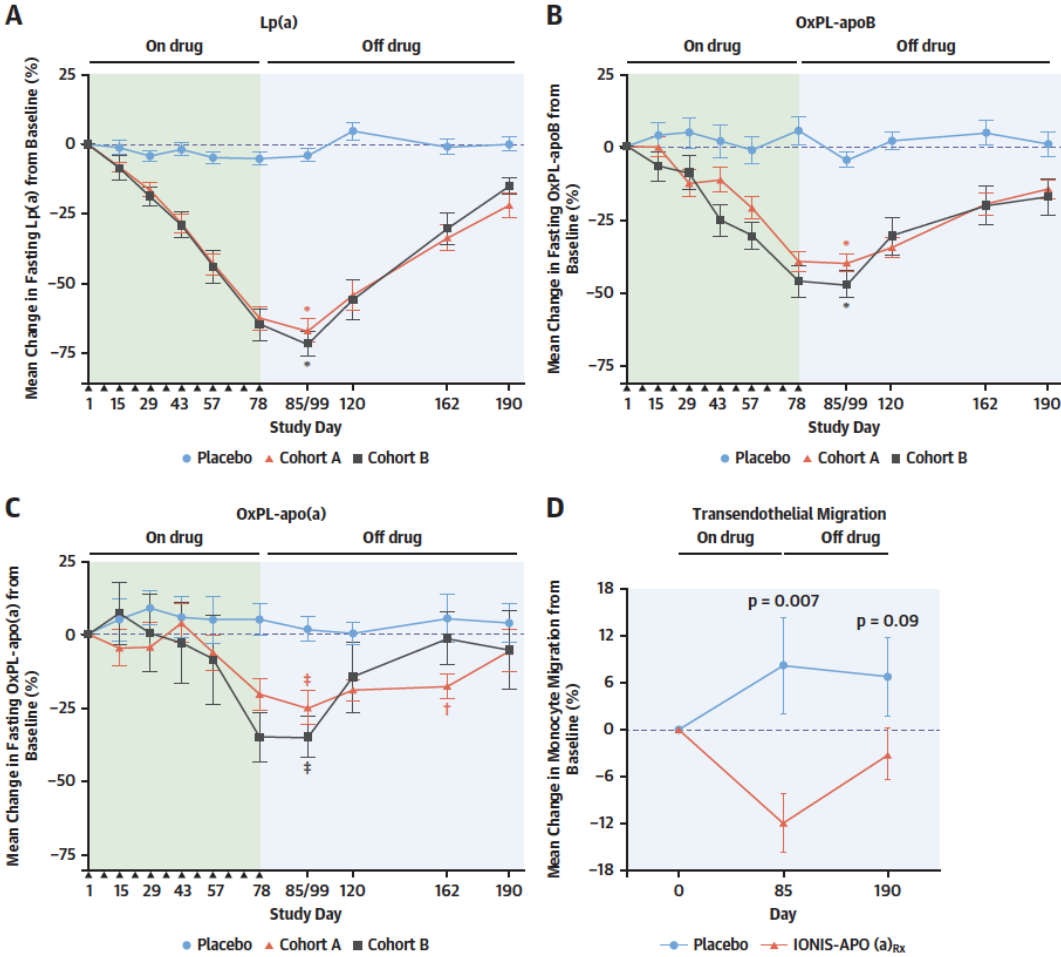 A
Lp(a)
On drug
Off drug
Mean Change in Fasting Lp(a) from Baseline (%)
25
0
−25
−50
−75
*
*
1 15 29 43 57 78 85/99 120 162 190
Study Day
Placebo Cohort A Cohort B
B
OxPL-apoB
On drug
Off drug
Mean Change in Fasting OxPL-apoB from
Baseline (%)
25
0
−25
−50
−75
*
*
1 15 29 43 57 78 85/99 120 162 190
Study Day
Placebo Cohort A Cohort B
C
OxPL-apo(a)
On drug
Off drug
Mean Change in Fasting OxPL-apo(a) from
Baseline (%)
25
0
−25
−50
−75
‡
‡
†
1 15 29 43 57 78 85/99 120 162 190
Study Day
Placebo Cohort A Cohort B
D
Transendothelial Migration
On drug
Off drug
Mean Change in Monocyte Migration from
Baseline (%)
18
12
6
0
−6
−12
−18
p = 0.007
p = 0.09
0 85 190
Day
Placebo IONIS-APO (a)Rx